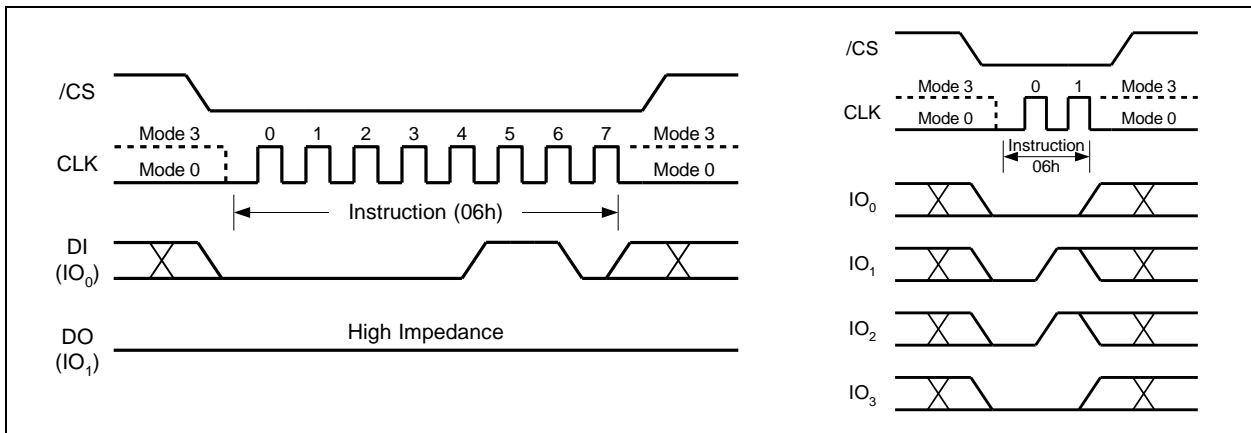 /CS
Mode 3 0 1 2 3 4 5 6 7 Mode 3
CLK
Mode 0 Mode 0
Instruction (06h)
DI
(IO0)
High Impedance
DO
(IO1)
/CS
Mode 3 0 1 Mode 3
CLK
Mode 0 Mode 0
Instruction
06h
IO0
IO1
IO2
IO3